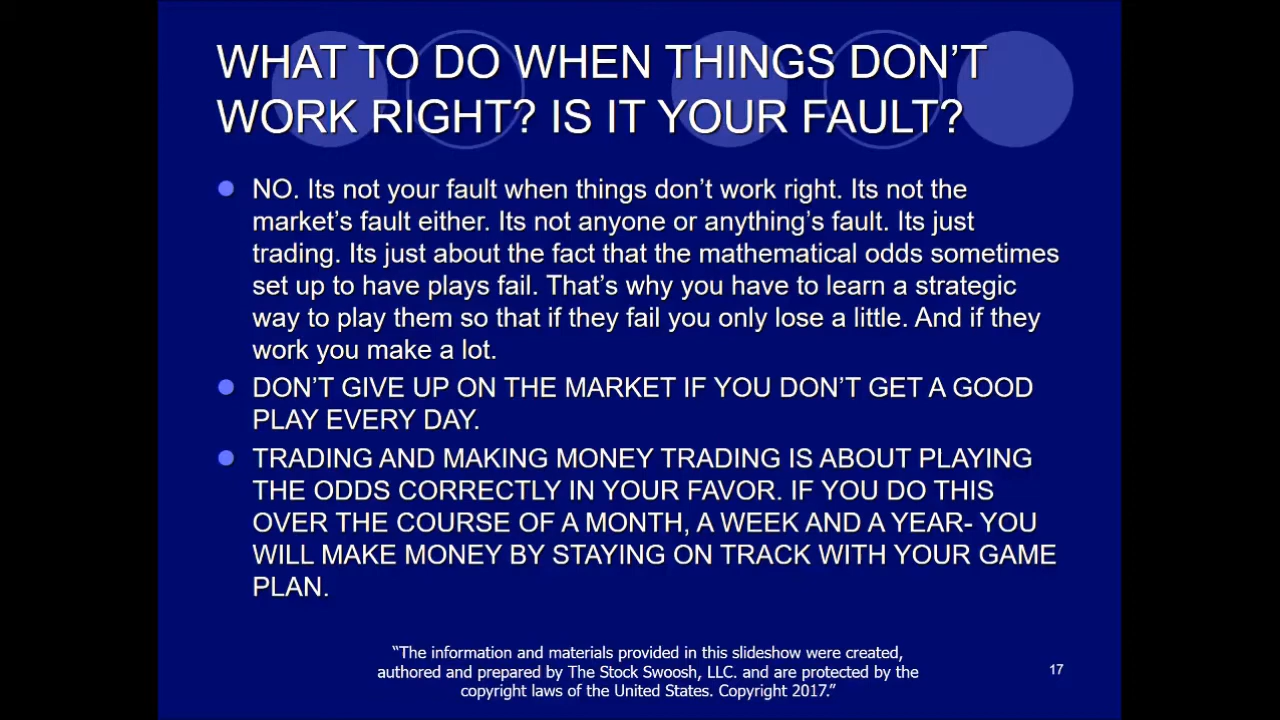 WHAT TO DO WHEN THINGS DON’T
WORK RIGHT? IS IT YOUR FAULT?
NO. Its not your fault when things don’t work right. Its not the
market’s fault either. Its not anyone or anything’s fault. Its just
trading. Its just about the fact that the mathematical odds sometimes
set up to have plays fail. That’s why you have to learn a strategic
way to play them so that if they fail you only lose a little. And if they
work you make a lot.
DON’T GIVE UP ON THE MARKET IF YOU DON’T GET A GOOD
PLAY EVERY DAY.
TRADING AND MAKING MONEY TRADING IS ABOUT PLAYING
THE ODDS CORRECTLY IN YOUR FAVOR. IF YOU DO THIS
OVER THE COURSE OF A MONTH, A WEEK AND A YEAR- YOU
WILL MAKE MONEY BY STAYING ON TRACK WITH YOUR GAME
PLAN.
“The information and materials provided in this slideshow were created,
authored and prepared by The Stock Swoosh, LLC. and are protected by the
copyright laws of the United States. Copyright 2017.”
17